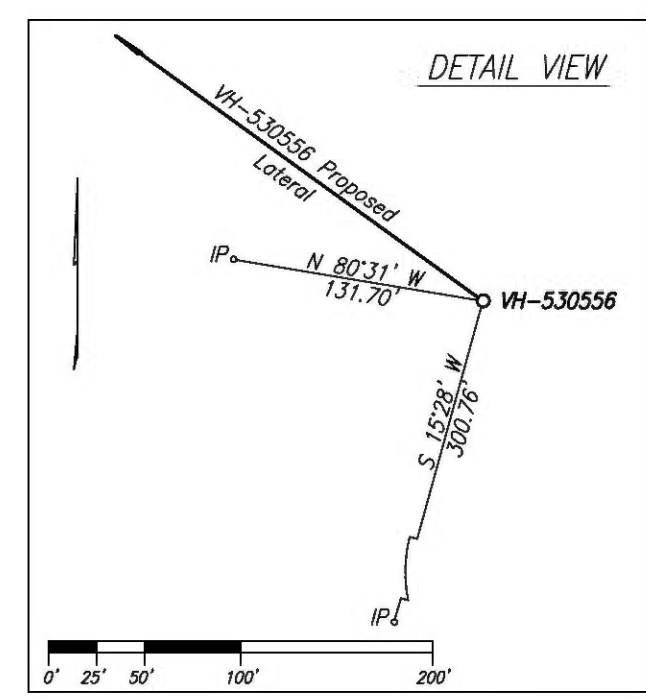 DETAIL VIEW
VH-530556 Proposed
Lateral
IP
N 80°31' W
131.70'
VH-530556
S 15°28' W
300.76'
IP
0' 25' 50' 100' 200'